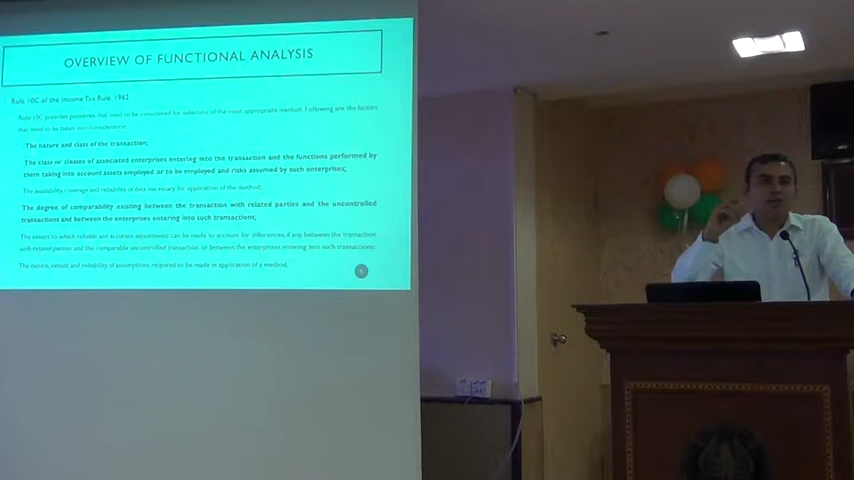 OVERVIEW OF FUNCTIONAL ANALYSIS
Rule 10C of the Income Tax Rule, 1962
Rule 10C provides guidelines that need to be considered for selection of the most appropriate method. Following are the factors
that need to be taken into consideration:
The nature and class of the transaction;
The class or classes of associated enterprises entering into the transaction and the functions performed by
them taking into account assets employed or to be employed and risks assumed by such enterprises;
The availability, coverage and reliability of data necessary for application of the method;
The degree of comparability existing between the transaction with related parties and the uncontrolled
transactions and between the enterprises entering into such transactions;
The extent to which reliable and accurate adjustments can be made to account for differences, if any, between the transaction
with related parties and the comparable uncontrolled transaction or between the enterprises entering into such transactions;
The nature, extent and reliability of assumptions required to be made in application of a method.